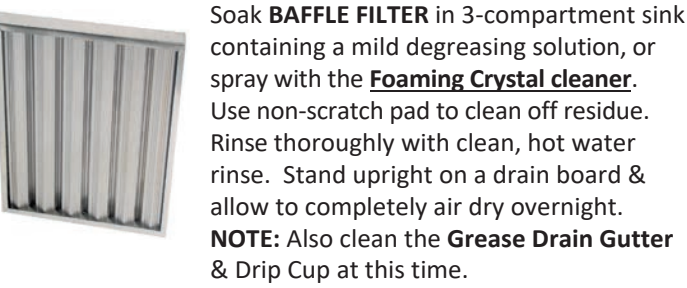 Soak BAFFLE FILTER in 3-compartment sink
containing a mild degreasing solution, or
spray with the Foaming Crystal cleaner.
Use non-scratch pad to clean off residue.
Rinse thoroughly with clean, hot water
rinse.  Stand upright on a drain board &
allow to completely air dry overnight.
NOTE: Also clean the Grease Drain Gutter
& Drip Cup at this time.